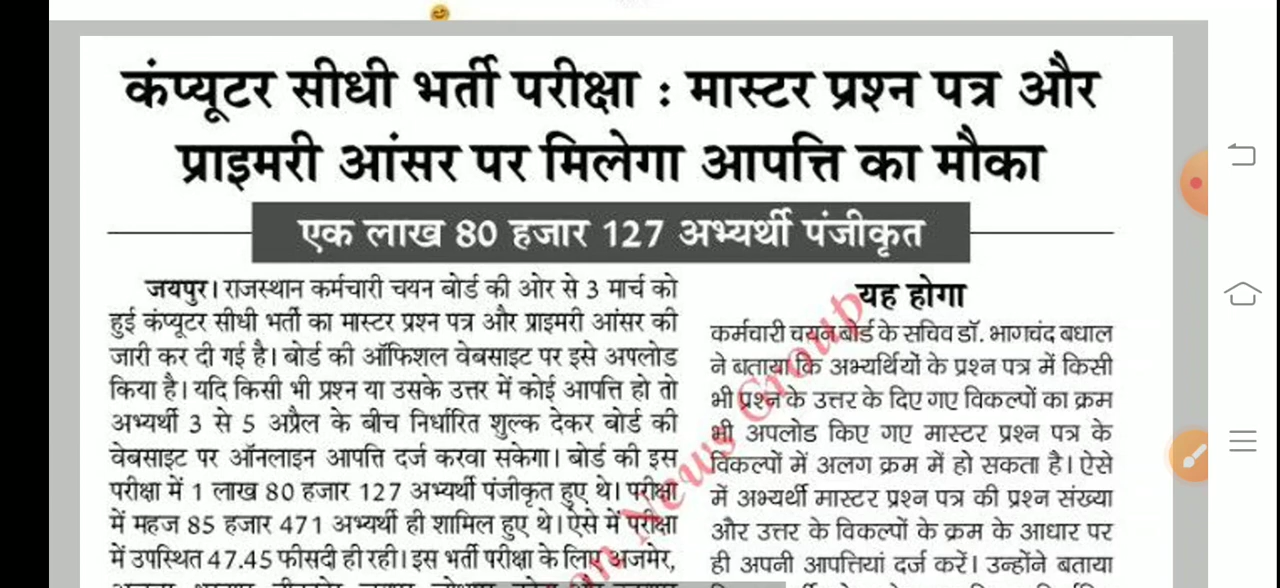 कंप्यूटर सीधी भर्ती परीक्षा : मास्टर प्रश्न पत्र और
प्राइमरी आंसर पर मिलेगा आपत्ति का मौका
एक लाख 80 हजार 127 अभ्यर्थी पंजीकृत
जयपुर। राजस्थान कर्मचारी चयन बोर्ड की ओर से 3 मार्च को
हुई कंप्यूटर सीधी भर्ती का मास्टर प्रश्न पत्र और प्राइमरी आंसर की
जारी कर दी गई है। बोर्ड की ऑफिशल वेबसाइट पर इसे अपलोड
किया है। यदि किसी भी प्रश्न या उसके उत्तर में कोई आपत्ति हो तो
अभ्यर्थी 3 से 5 अप्रैल के बीच निर्धारित शुल्क देकर बोर्ड की
वेबसाइट पर ऑनलाइन आपत्ति दर्ज करवा सकेगा। बोर्ड की इस
परीक्षा में 1 लाख 80 हजार 127 अभ्यर्थी पंजीकृत हुए थे। परीक्षा
में महज 85 हजार 471 अभ्यर्थी ही शामिल हुए थे। ऐसे में परीक्षा
में उपस्थित 47.45 फीसदी ही रही। इस भर्ती परीक्षा के लिए अजमेर,
यह होगा
कर्मचारी चयन बोर्ड के सचिव डॉ. भागचंद बधाल
ने बताया कि अभ्यर्थियों के प्रश्न पत्र में किसी
भी प्रश्न के उत्तर के दिए गए विकल्पों का क्रम
भी अपलोड किए गए मास्टर प्रश्न पत्र के
विकल्पों में अलग क्रम में हो सकता है। ऐसे
में अभ्यर्थी मास्टर प्रश्न पत्र की प्रश्न संख्या
और उत्तर के विकल्पों के क्रम के आधार पर
ही अपनी आपत्तियां दर्ज करें। उन्होंने बताया
on News Group